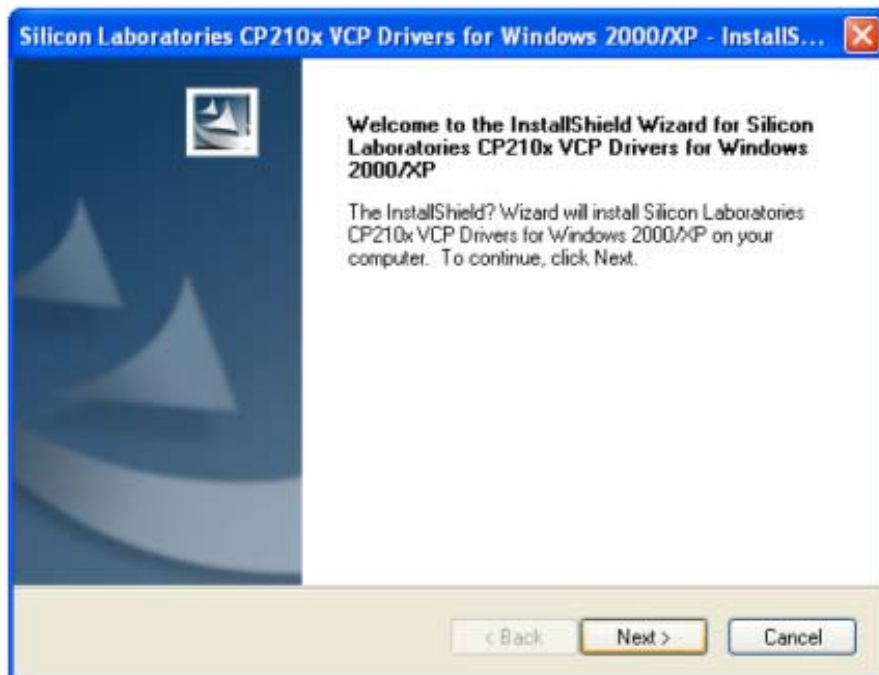 Silicon Laboratories CP210x VCP Drivers for Windows 2000/XP - InstallS...
Welcome to the InstallShield Wizard for Silicon
Laboratories CP210x VCP Drivers for Windows
2000/XP
The InstallShield? Wizard will install Silicon Laboratories
CP210x VCP Drivers for Windows 2000/XP on your
computer. To continue, click Next.
< Back
Next >
Cancel